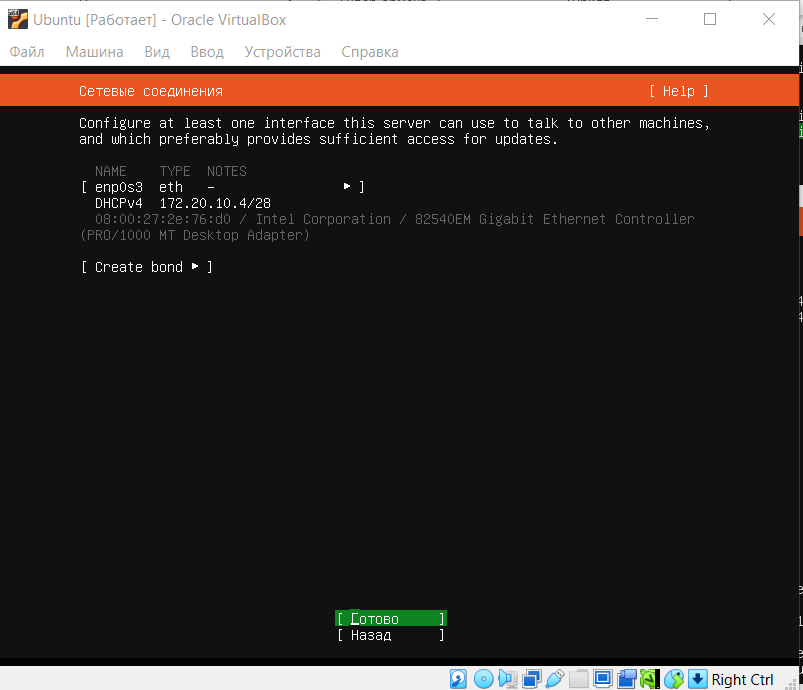 Ubuntu [Работает] - Oracle VirtualBox
Файл Машина Вид Ввод Устройства Справка
Сетевые соединения [ Help ]
Configure at least one interface this server can use to talk to other machines,
and which preferably provides sufficient access for updates.
NAME TYPE NOTES
[ enp0s3 eth - ▸ ]
DHCPv4 172.20.10.4/28
08:00:27:2e:76:d0 / Intel Corporation / 82540EM Gigabit Ethernet Controller
(PRO/1000 MT Desktop Adapter)
[ Create bond ▸ ]
[ Готово ]
[ Назад ]
Right Ctrl